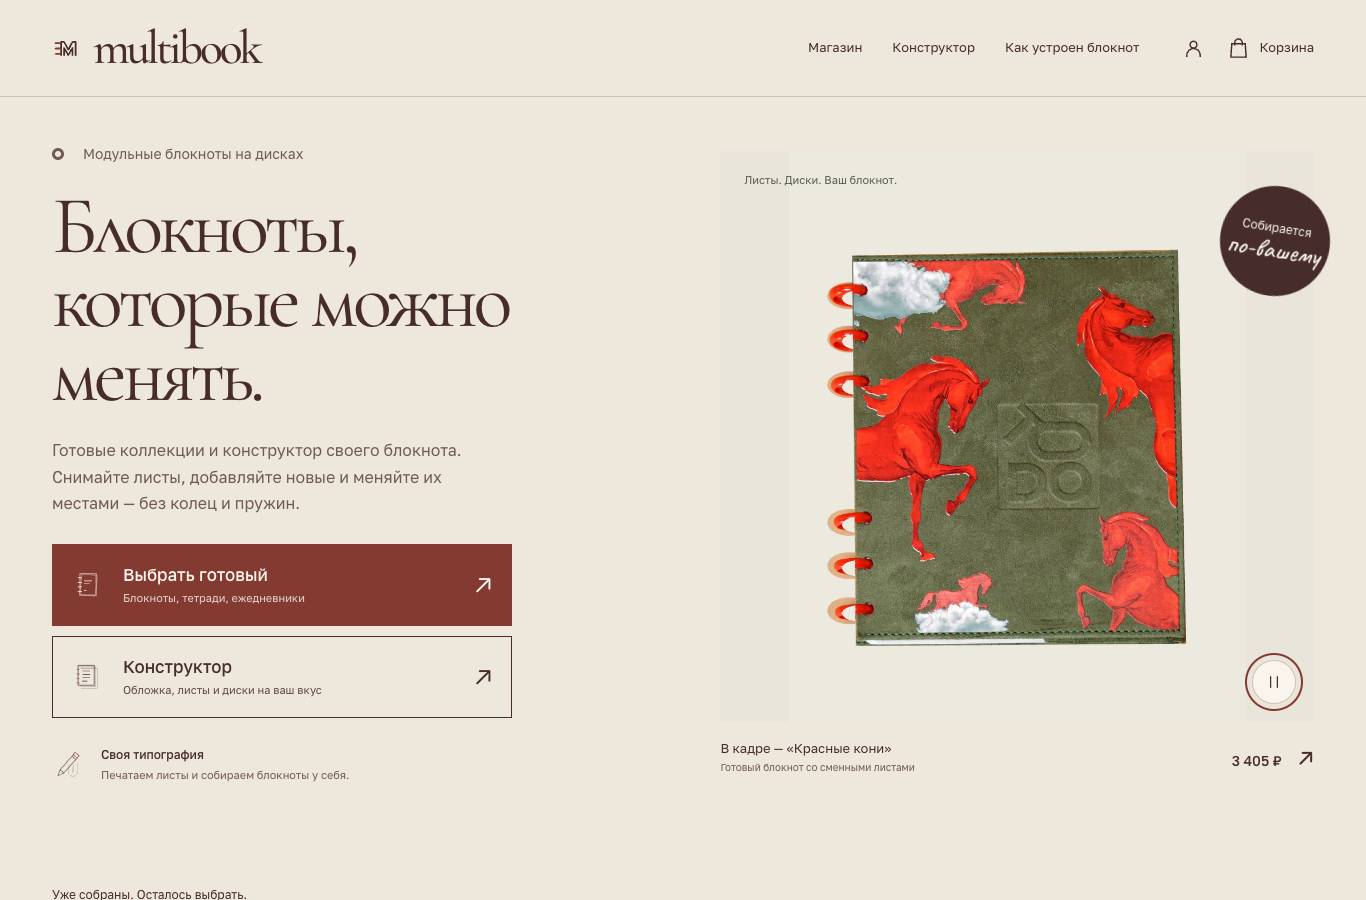 multibook
Магазин
Конструктор
Как устроен блокнот
Корзина
Модульные блокноты на дисках
Блокноты,
которые можно
менять.
Готовые коллекции и конструктор своего блокнота.
Снимайте листы, добавляйте новые и меняйте их
местами — без колец и пружин.
Выбрать готовый
Блокноты, тетради, ежедневники
Конструктор
Обложка, листы и диски на ваш вкус
Своя типография
Печатаем листы и собираем блокноты у себя.
Листы. Диски. Ваш блокнот.
Собирается
по-вашему
В кадре — «Красные кони»
Готовый блокнот со сменными листами
3 405 ₽
Уже собраны. Осталось выбрать.